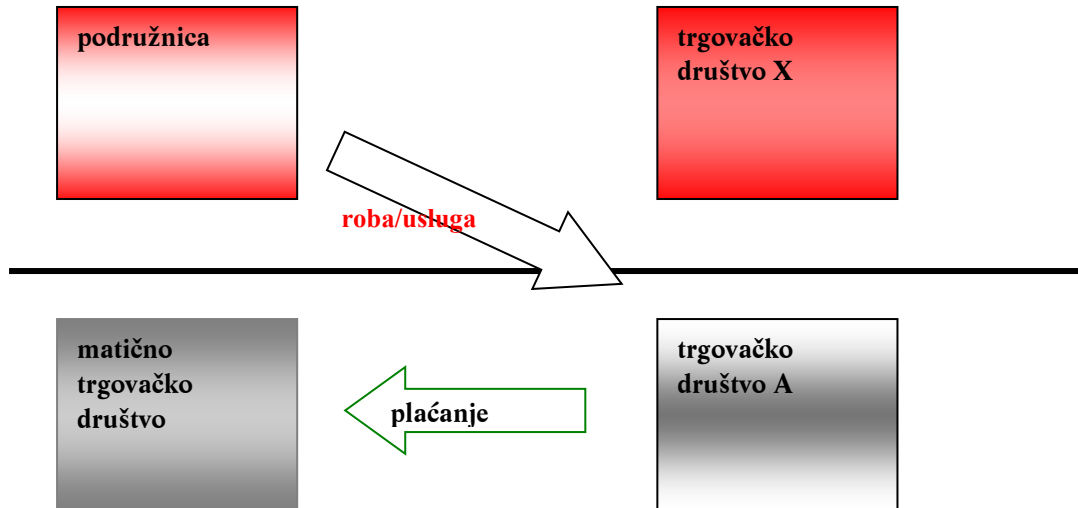 podružnica
trgovačko
društvo X
roba/usluga
matično
trgovačko
društvo
plaćanje
trgovačko
društvo A